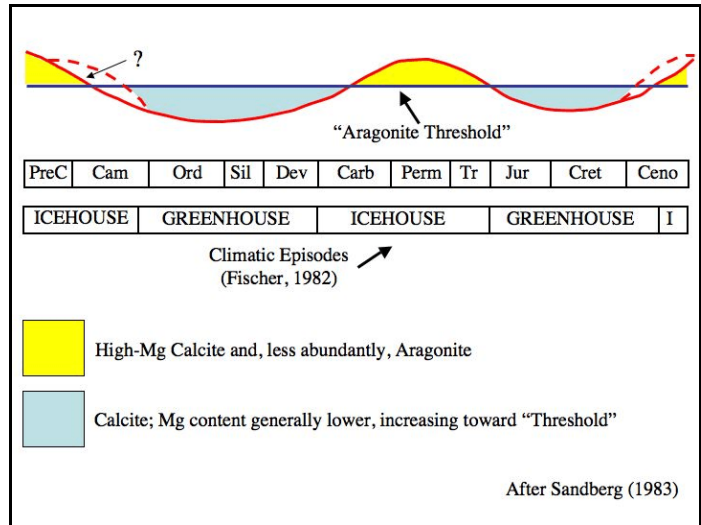 ?
“Aragonite Threshold”
PreC Cam Ord Sil Dev Carb Perm Tr Jur Cret Ceno
ICEHOUSE GREENHOUSE ICEHOUSE GREENHOUSE I
Climatic Episodes
(Fischer, 1982)
High-Mg Calcite and, less abundantly, Aragonite
Calcite; Mg content generally lower, increasing toward “Threshold”
After Sandberg (1983)